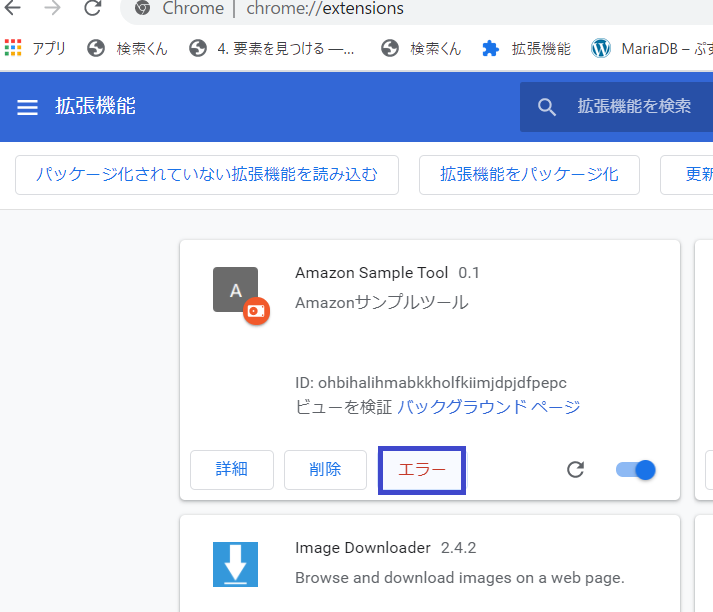 Chrome | chrome://extensions
アプリ 検索くん 4. 要素を見つける —... 検索くん 拡張機能 MariaDB – ぷす
拡張機能 拡張機能を検索
パッケージ化されていない拡張機能を読み込む 拡張機能をパッケージ化 更新
A
Amazon Sample Tool 0.1
Amazonサンプルツール
ID: ohbihalihmabkkholfkiimjdpjdfpepc
ビューを検証 バックグラウンド ページ
詳細 削除 エラー
Image Downloader 2.4.2
Browse and download images on a web page.